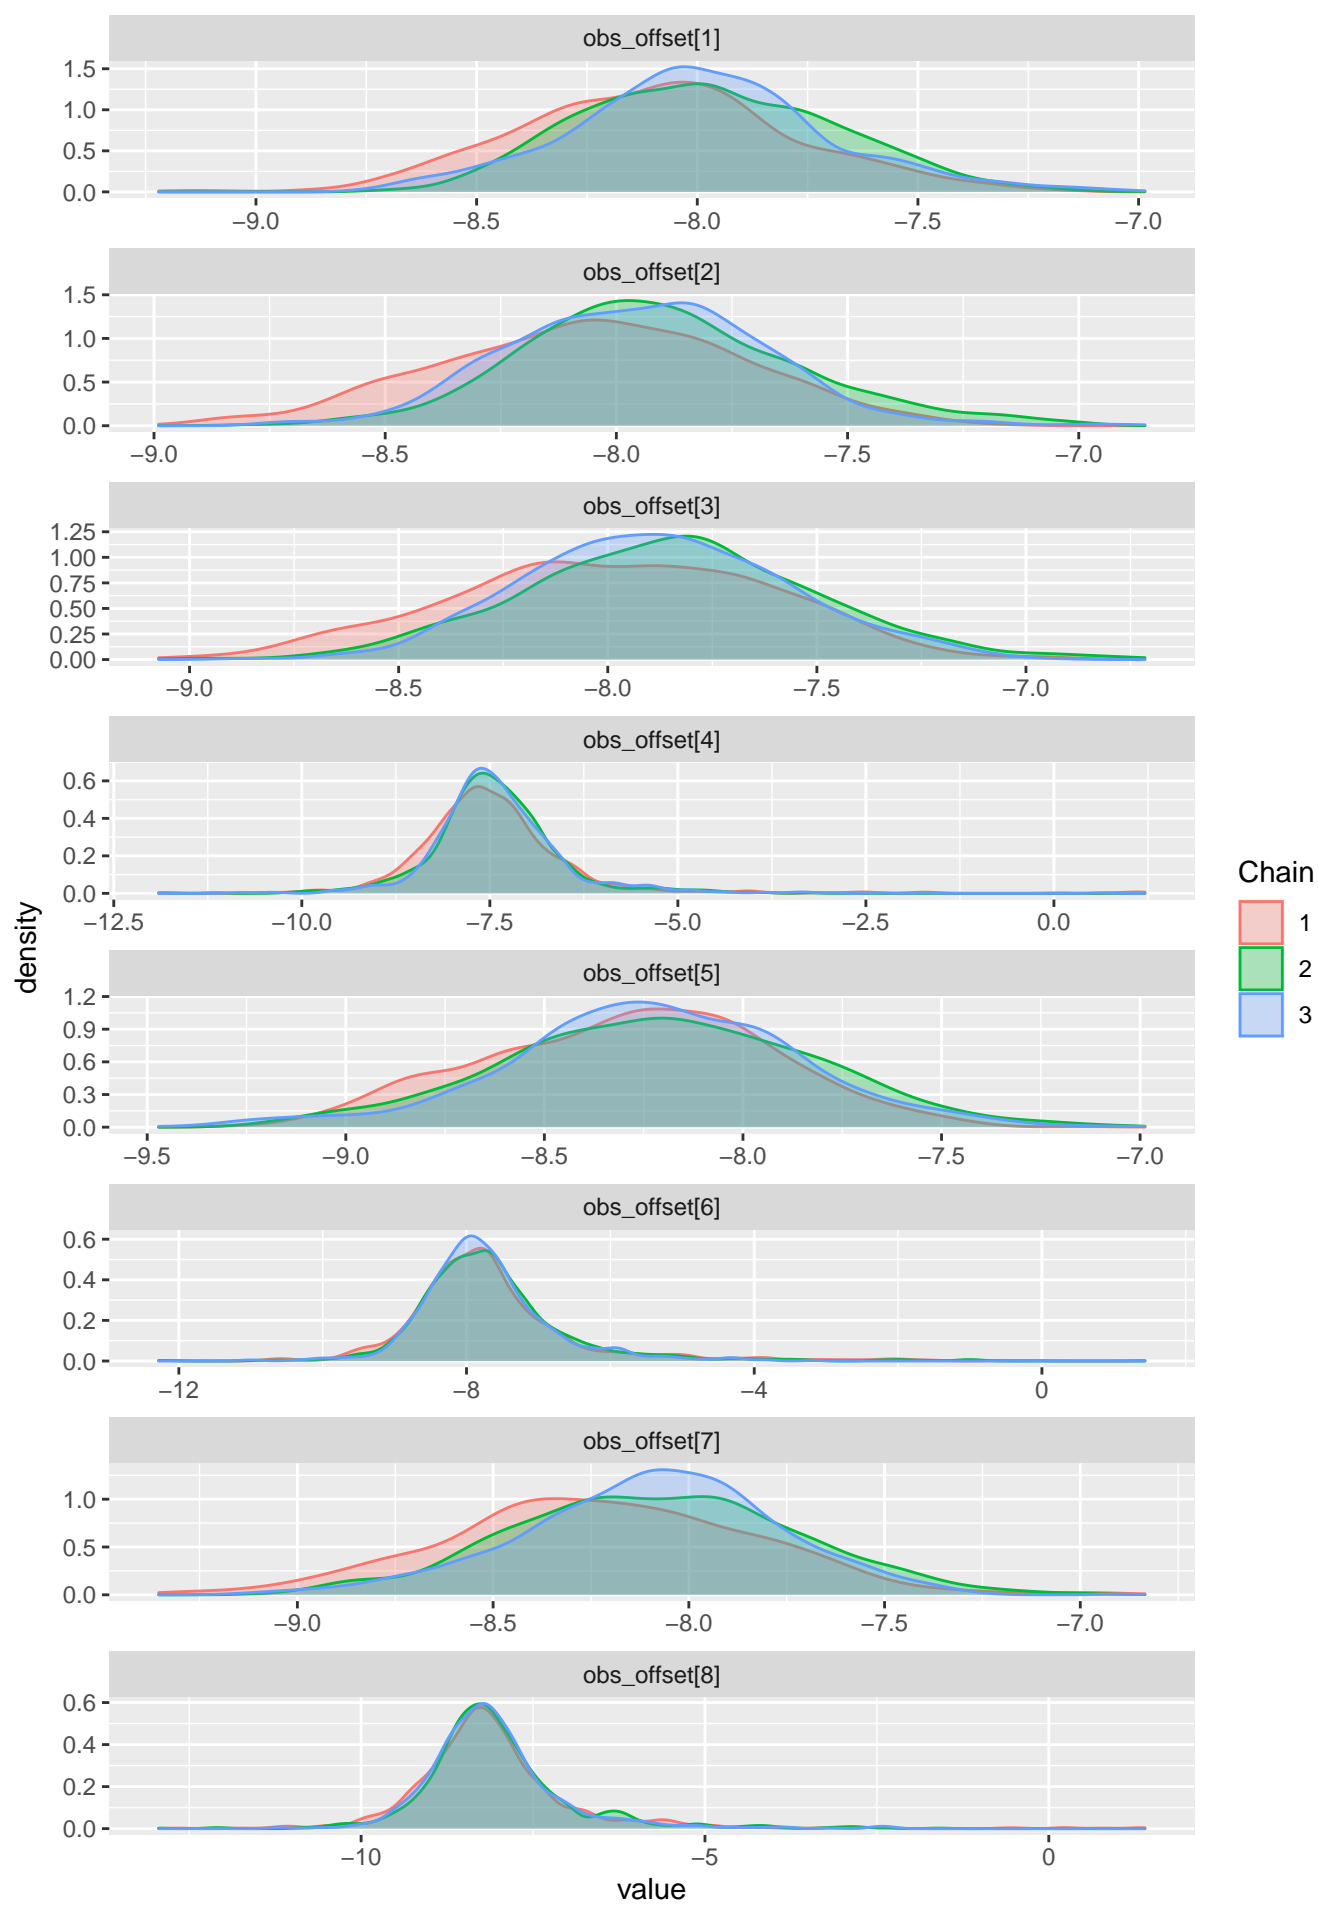 obs_offset[1]
1.5
1.0
0.5
0.0
−9.0 −8.5 −8.0 −7.5 −7.0
obs_offset[2]
1.5
1.0
0.5
0.0
−9.0 −8.5 −8.0 −7.5 −7.0
obs_offset[3]
1.25
1.00
0.75
0.50
0.25
0.00
−9.0 −8.5 −8.0 −7.5 −7.0
obs_offset[4]
0.6
0.4
0.2
0.0
−12.5 −10.0 −7.5 −5.0 −2.5 0.0
obs_offset[5]
1.2
0.9
0.6
0.3
0.0
−9.5 −9.0 −8.5 −8.0 −7.5 −7.0
obs_offset[6]
0.6
0.4
0.2
0.0
−12 −8 −4 0
obs_offset[7]
1.0
0.5
0.0
−9.0 −8.5 −8.0 −7.5 −7.0
obs_offset[8]
0.6
0.4
0.2
0.0
−10 −5 0
value
density
Chain
1
2
3